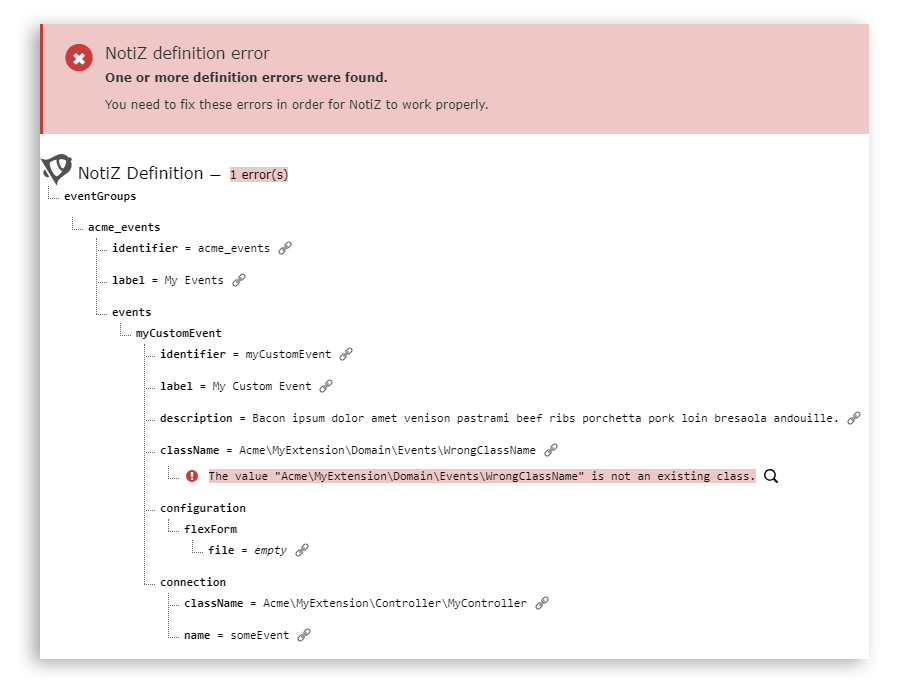 NotiZ definition error
One or more definition errors were found.
You need to fix these errors in order for NotiZ to work properly.
NotiZ Definition — 1 error(s)
eventGroups
acme_events
identifier = acme_events
label = My Events
events
myCustomEvent
identifier = myCustomEvent
label = My Custom Event
description = Bacon ipsum dolor amet venison pastrami beef ribs porchetta pork loin bresaola andouille.
className = Acme\MyExtension\Domain\Events\WrongClassName
The value "Acme\MyExtension\Domain\Events\WrongClassName" is not an existing class.
configuration
flexForm
file = empty
connection
className = Acme\MyExtension\Controller\MyController
name = someEvent